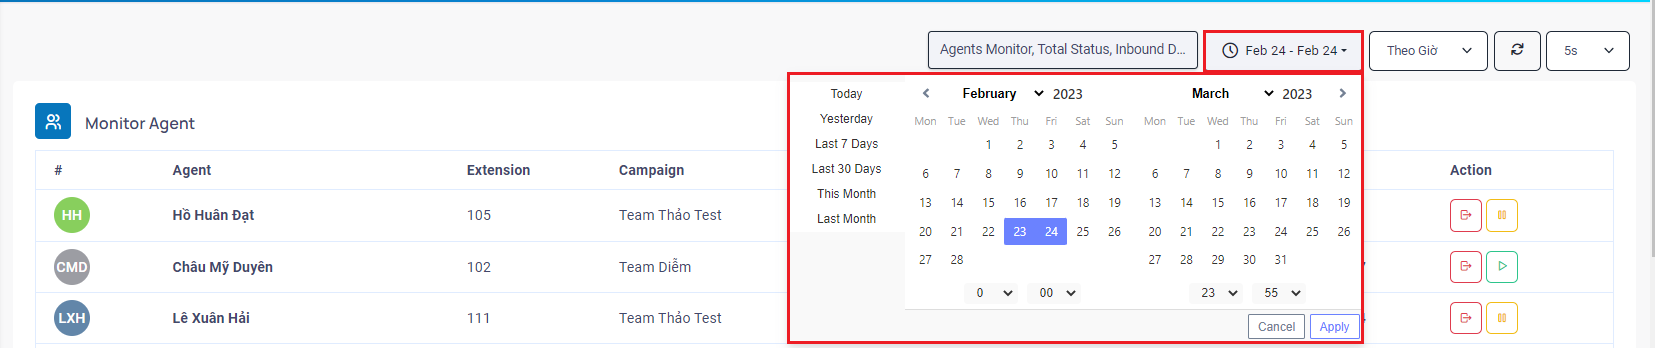 Agents Monitor, Total Status, Inbound D...
Feb 24 - Feb 24
Theo Giờ
5s
Today
Yesterday
Last 7 Days
Last 30 Days
This Month
Last Month
February 2023
March 2023
Mon Tue Wed Thu Fri Sat Sun
Mon Tue Wed Thu Fri Sat Sun
1 2 3 4 5
1 2 3 4 5
6 7 8 9 10 11 12
6 7 8 9 10 11 12
13 14 15 16 17 18 19
13 14 15 16 17 18 19
20 21 22 23 24 25 26
20 21 22 23 24 25 26
27 28
27 28 29 30 31
0 00
23 55
Cancel Apply
Monitor Agent
# Agent Extension Campaign Action
HH Hồ Huân Đạt 105 Team Thảo Test
CMD Châu Mỹ Duyên 102 Team Diễm
LXH Lê Xuân Hải 111 Team Thảo Test